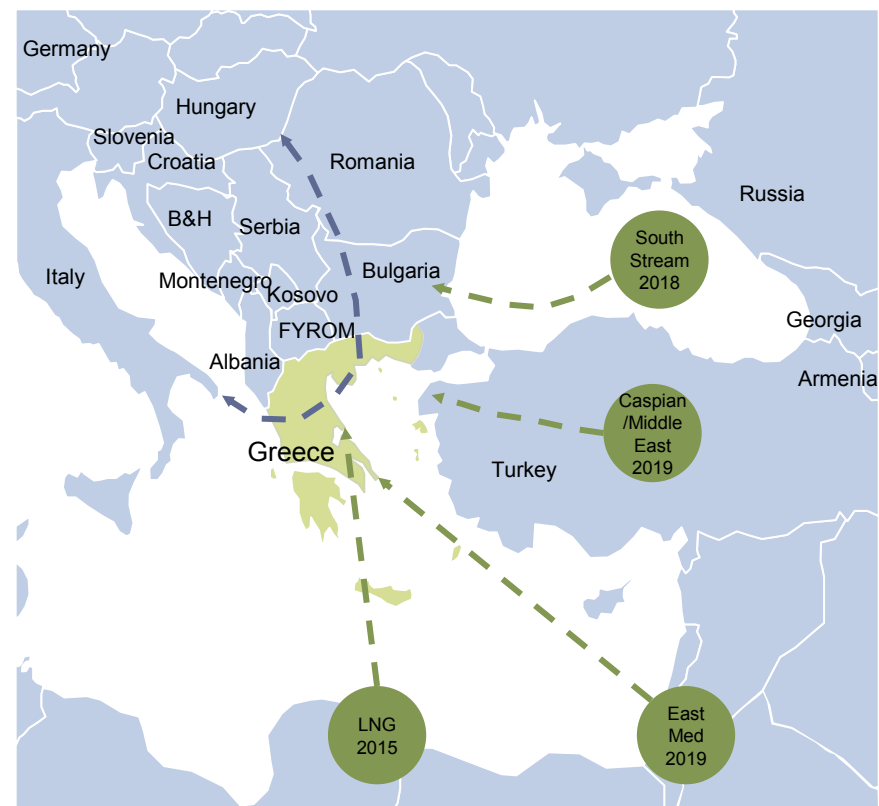 Germany
Hungary
Slovenia
Croatia
Romania
Russia
B&H
Serbia
South
Stream
2018
Italy
Montenegro
Kosovo
Bulgaria
Georgia
FYROM
Albania
Armenia
Caspian
/Middle
East
2019
Greece
Turkey
LNG
2015
East
Med
2019